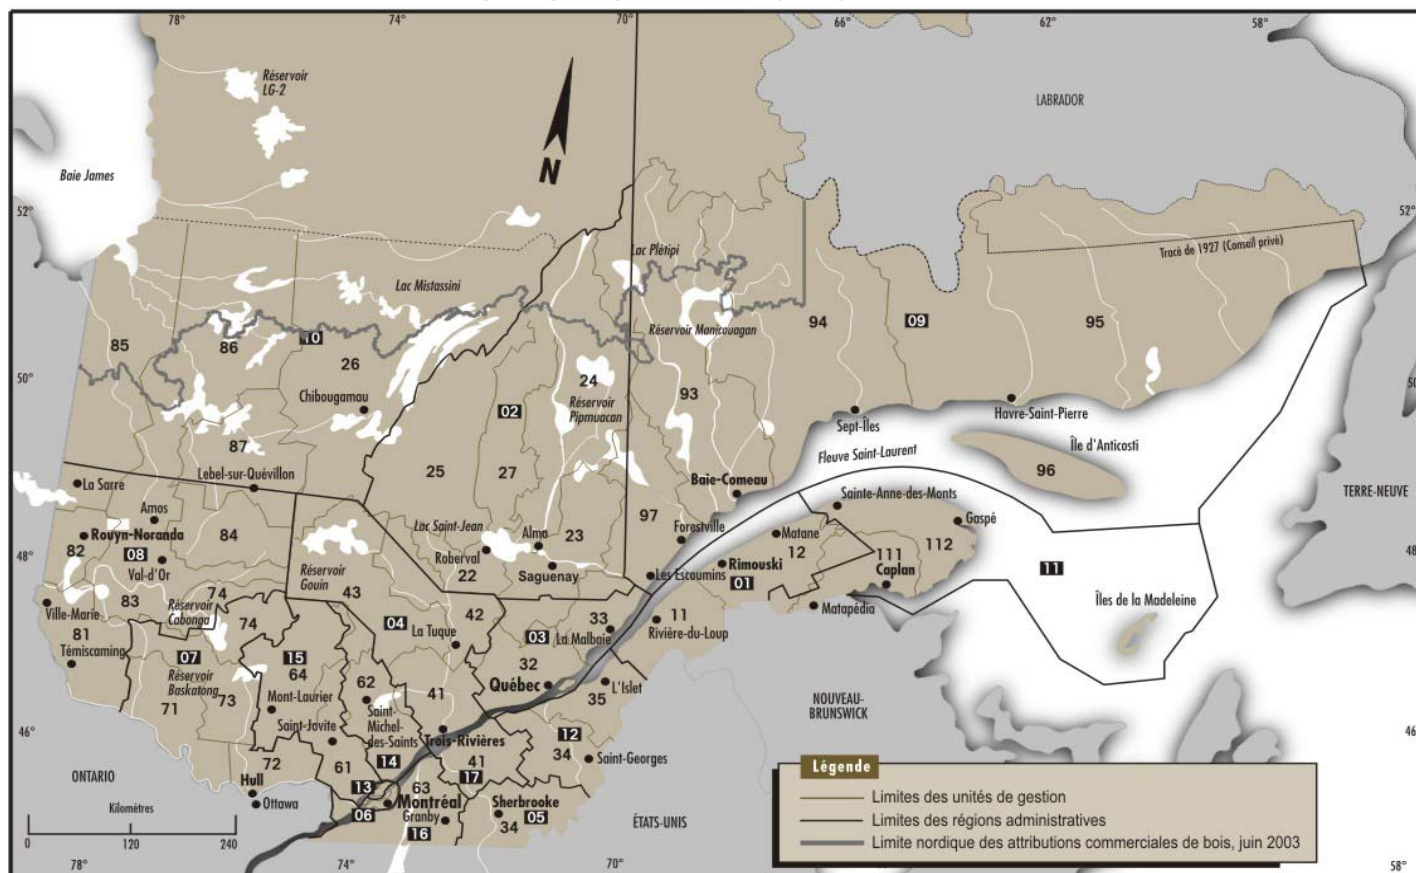 78°
74°
70°
66°
62°
58°
Réservoir
LG-2
LABRADOR
N
Baie James
52°
52°
Lac Plétipi
Tracé de 1927 (Conseil privé)
Lac Mistassini
Réservoir Manicouagan
94
09
95
85
86
10
26
24
50°
Chibougamau
02
Réservoir
Pipmuacan
93
Havre-Saint-Pierre
Sept-Îles
87
Île d'Anticosti
Fleuve Saint-Laurent
96
25
27
Lebel-sur-Quévillon
Baie-Comeau
La Sarre
TERRE-NEUVE
Sainte-Anne-des-Monts
Amos
97
Gaspé
Rouyn-Noranda
84
Lac Saint-Jean
Alma
23
Forestville
Matane
12
112
82
08
48°
Roberval
111
Val-d'Or
Réservoir
Gouin
22
Saguenay
Les Escoumins
Rimouski
01
Caplan
11
83
74
43
Ville-Marie
Réservoir
Cabonga
74
42
33
11
Matapédia
Îles de la Madeleine
81
04
La Tuque
03
La Malbaie
Rivière-du-Loup
Témiscaming
07
15
32
Réservoir
Baskatong
64
62
Québec
L'Islet
71
73
Mont-Laurier
41
35
NOUVEAU-
BRUNSWICK
Saint-Jovite
Saint-
Michel-
des-Saints
46°
Trois-Rivières
12
34
Saint-Georges
72
61
14
41
17
ONTARIO
Hull
13
63
Ottawa
06
Montréal
Sherbrooke
05
Granby
34
16
ÉTATS-UNIS
Kilomètres
0
120
240
78°
74°
70°
58°
Légende
Limites des unités de gestion
Limites des régions administratives
Limite nordique des attributions commerciales de bois, juin 2003